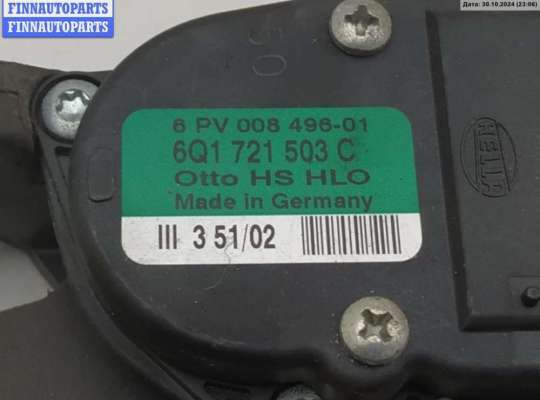 FINNAUTOPARTS
FINNAUTOPARTS
Дата: 30.10.2024 (23:06)
6 PV 008 496-01
6Q1 721 503 C
Otto HS HLO
Made in Germany
III 3 51/02
HELLA